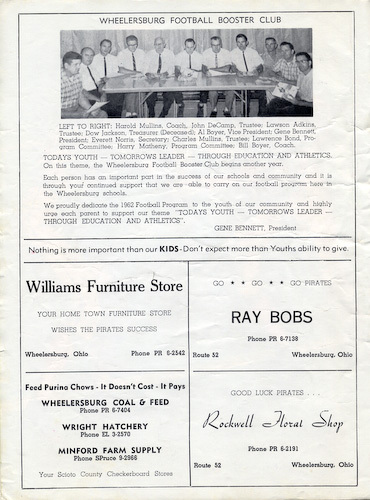 WHEELERSBURG FOOTBALL BOOSTER CLUB
LEFT TO RIGHT: Harold Mullins, Coach, John DeCamp, Trustee; Lawson Adkins,
Trustee; Dow Jackson, Treasurer (Deceased); Al Boyer, Vice President; Gene Bennett,
President; Everett Norris, Secretary; Charles Mullins, Trustee; Lawrence Bond, Pro-
gram Committee; Harry Matheny, Program Committee; Bill Boyer, Coach.
TODAYS YOUTH — TOMORROWS LEADER — THROUGH EDUCATION AND ATHLETICS.
On this theme, the Wheelersburg Football Booster Club begins another year.
Each person has an important part in the success of our schools and community and it is
through your continued support that we are able to carry on our football program here in
the Wheelersburg schools.
We proudly dedicate the 1962 Football Program to the youth of our community and highly
urge each parent to support our theme "TODAYS YOUTH — TOMORROWS LEADER —
THROUGH EDUCATION AND ATHLETICS".
GENE BENNETT, President
Nothing is more important than our KIDS - Don't expect more than Youths ability to give.
Williams Furniture Store
YOUR HOME TOWN FURNITURE STORE
WISHES THE PIRATES SUCCESS
Wheelersburg, Ohio Phone PR 6-2542
GO ★ ★ GO ★ ★ GO PIRATES
RAY BOBS
Phone PR 6-7138
Route 52 Wheelersburg, Ohio
Feed Purina Chows - It Doesn't Cost - It Pays
WHEELERSBURG COAL & FEED
Phone PR 6-7404
WRIGHT HATCHERY
Phone EL 3-2570
MINFORD FARM SUPPLY
Phone SPruce 9-2966
Your Scioto County Checkerboard Stores
GOOD LUCK PIRATES . . .
Rockwell Floral Shop
Phone PR 6-2191
Route 52 Wheelersburg, Ohio